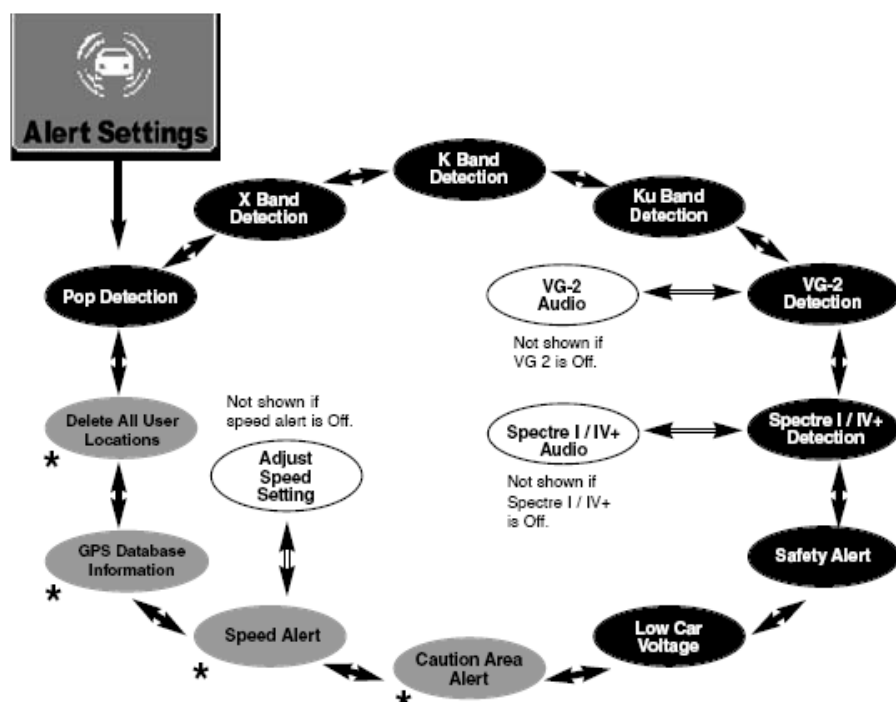 Alert Settings
K Band
Detection
X Band
Detection
Ku Band
Detection
Pop Detection
VG-2
Audio
VG-2
Detection
Not shown if
VG 2 is Off.
Delete All User
Locations
*
Not shown if
speed alert is Off.
Adjust
Speed
Setting
Spectre I / IV+
Audio
Spectre I / IV+
Detection
Not shown if
Spectre I / IV+
is Off.
GPS Database
Information
*
Safety Alert
Speed Alert
*
Low Car
Voltage
Caution Area
Alert
*